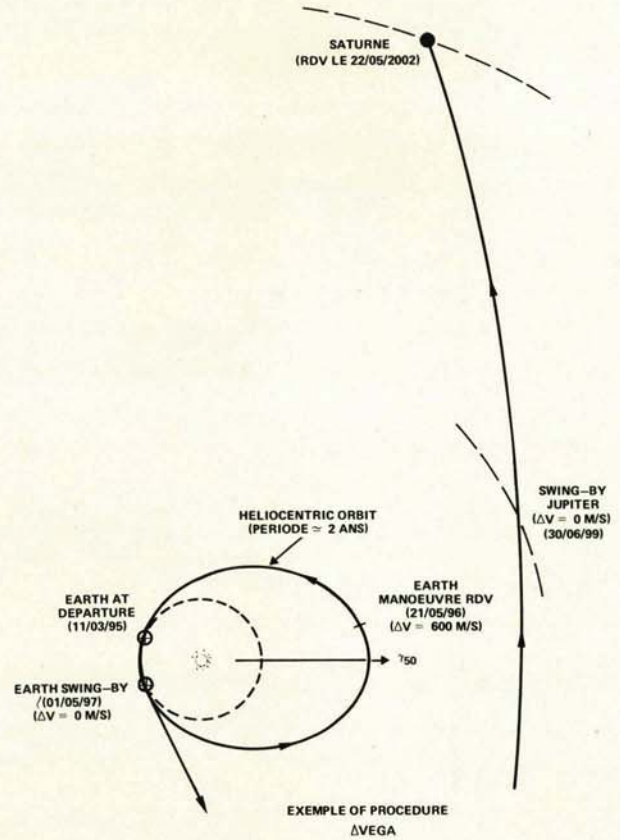 SATURNE
(RDV LE 22/05/2002)
SWING–BY
JUPITER
(ΔV = 0 M/S)
(30/06/99)
HELIOCENTRIC ORBIT
(PERIODE ≃ 2 ANS)
EARTH
MANOEUVRE RDV
(21/05/96)
(ΔV = 600 M/S)
EARTH AT
DEPARTURE
(11/03/95)
γ50
EARTH SWING–BY
/(01/05/97)
(ΔV = 0 M/S)
EXEMPLE OF PROCEDURE
ΔVEGA